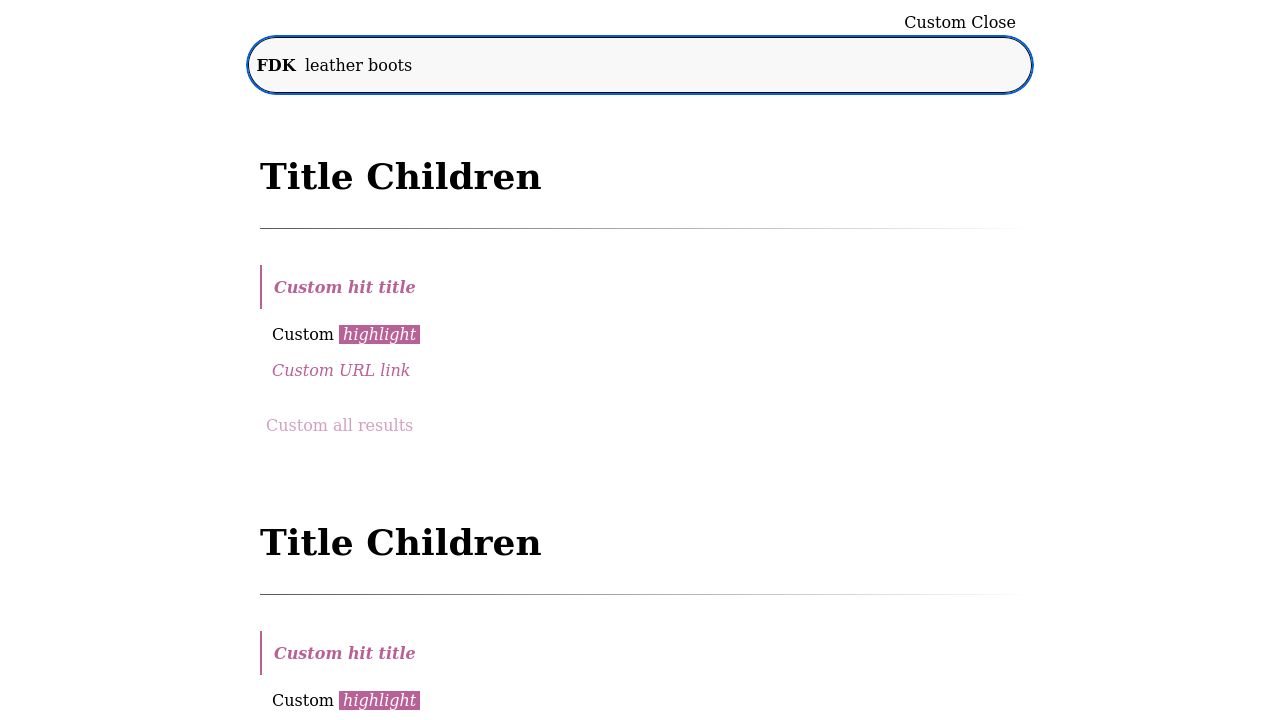 Custom Close
FDK leather boots
Title Children
Custom hit title
Custom highlight
Custom URL link
Custom all results
Title Children
Custom hit title
Custom highlight